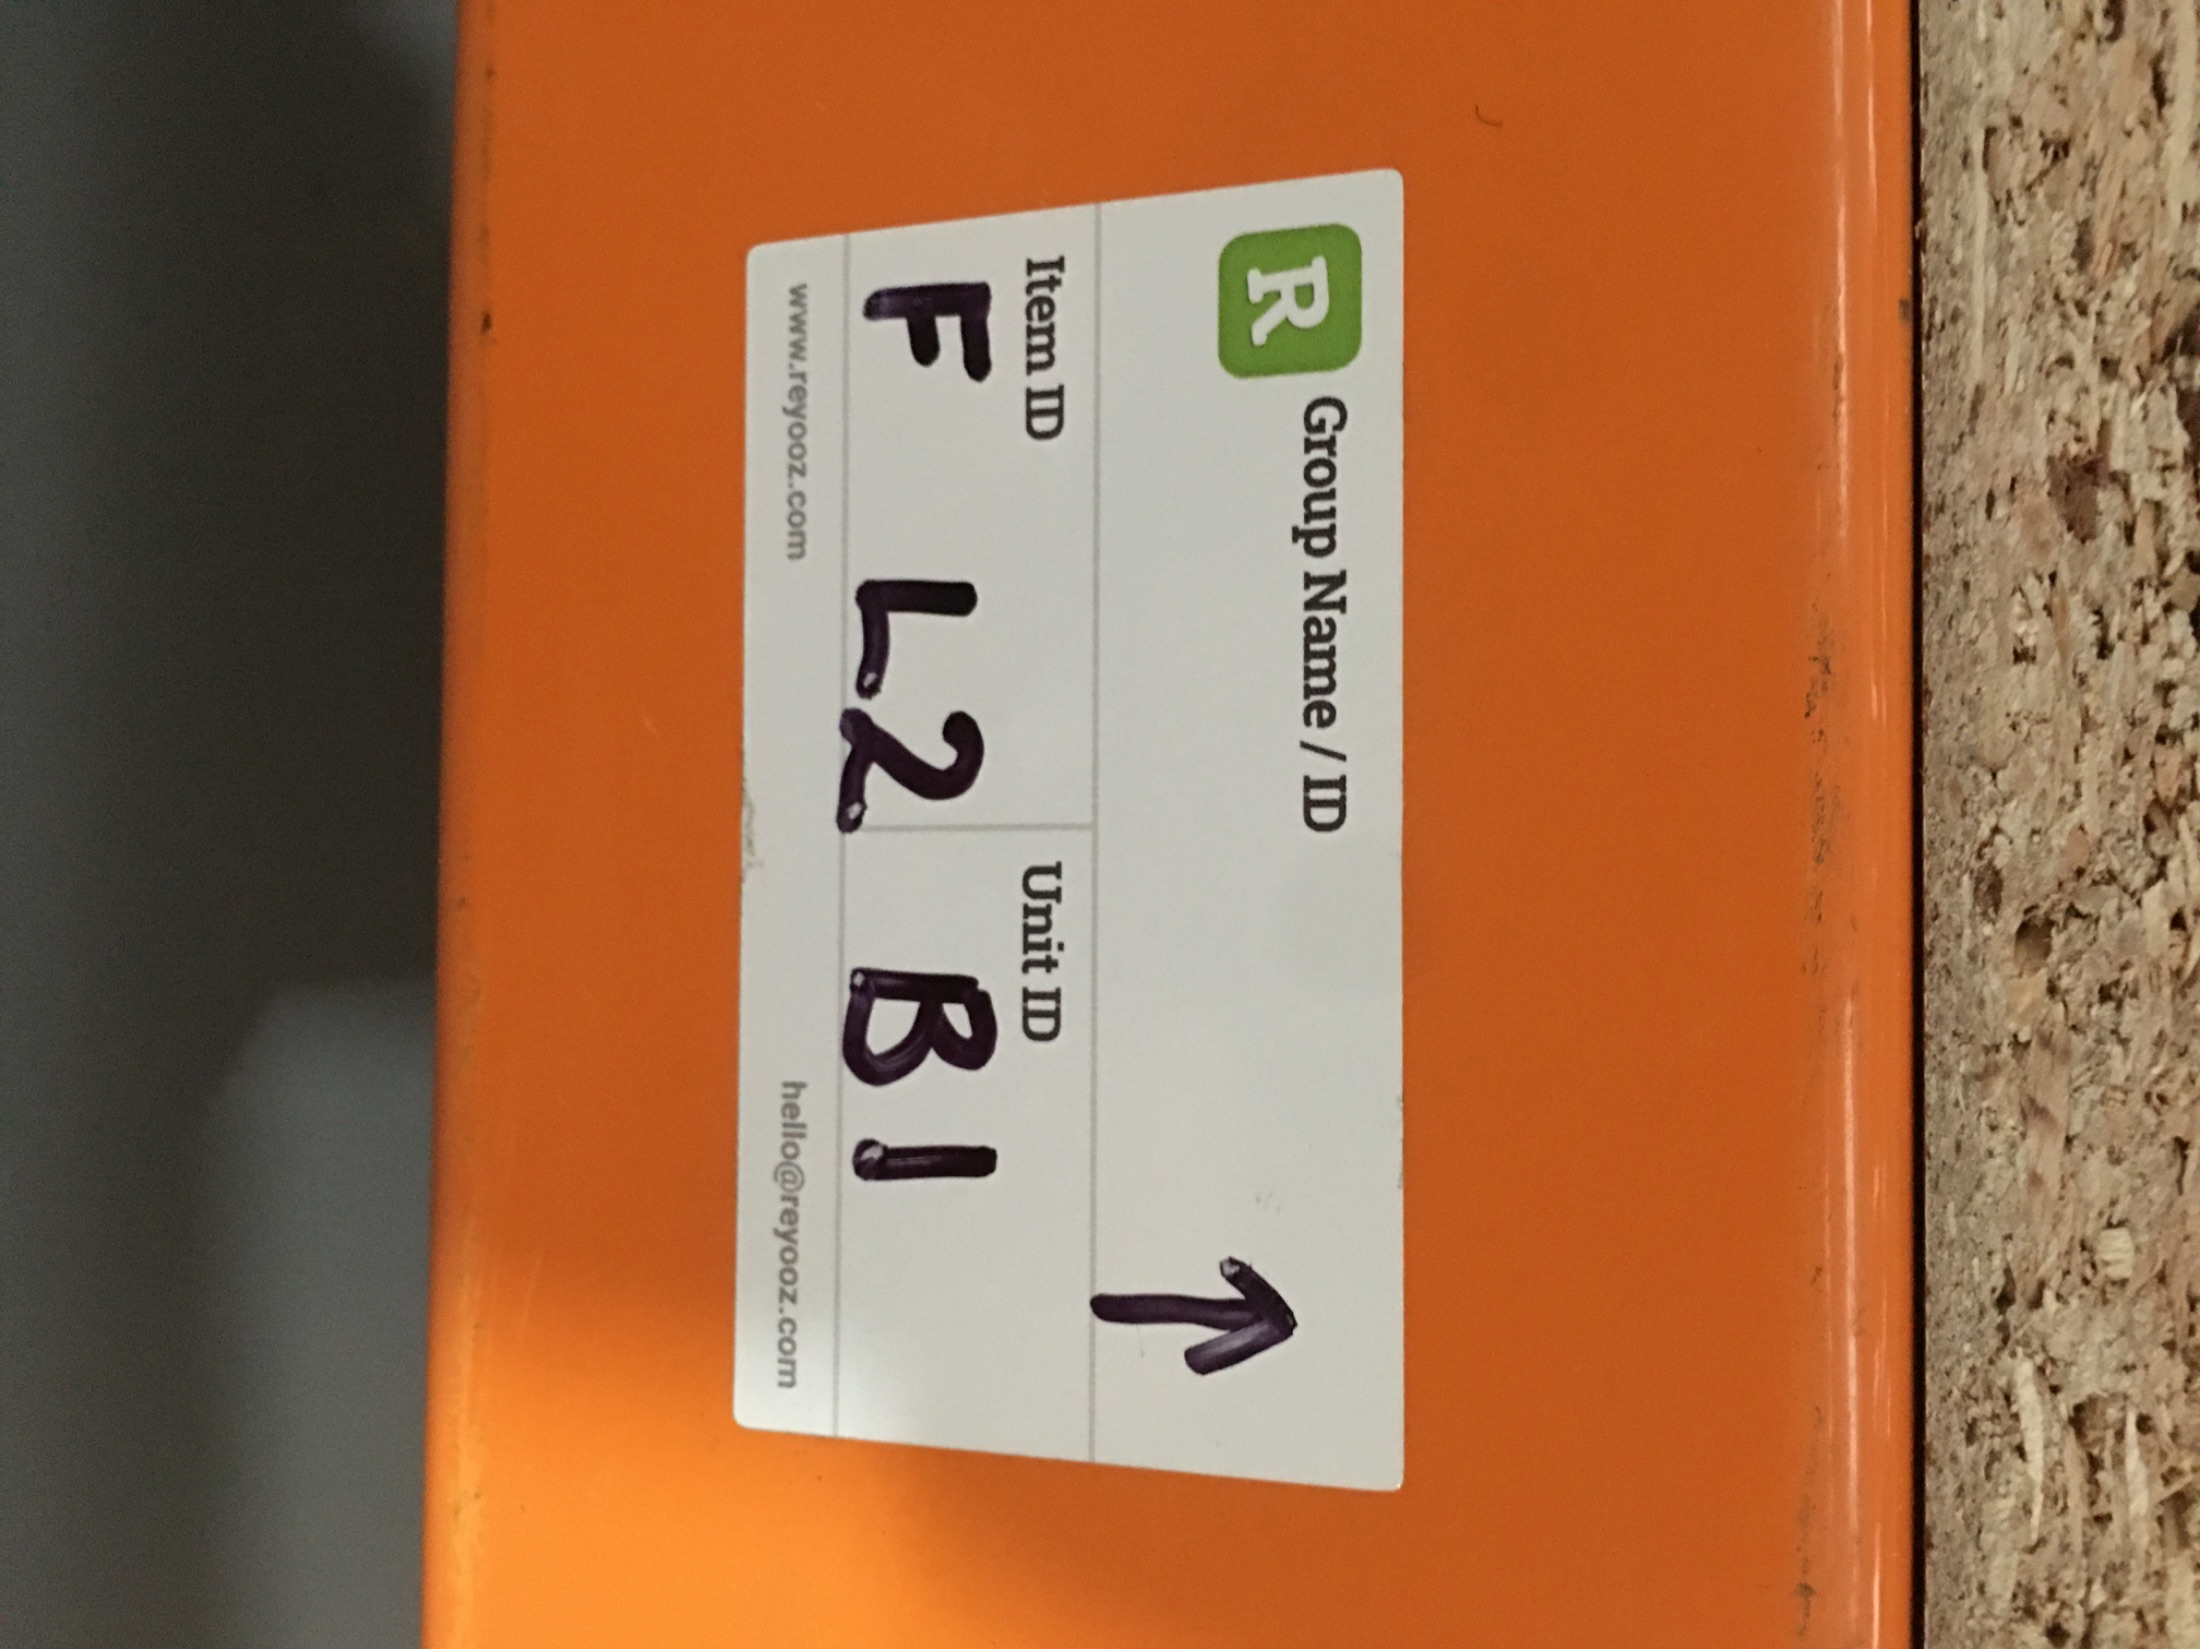 R Group Name / ID
↑
Item ID Unit ID
F L2 B1
www.reyooz.com hello@reyooz.com